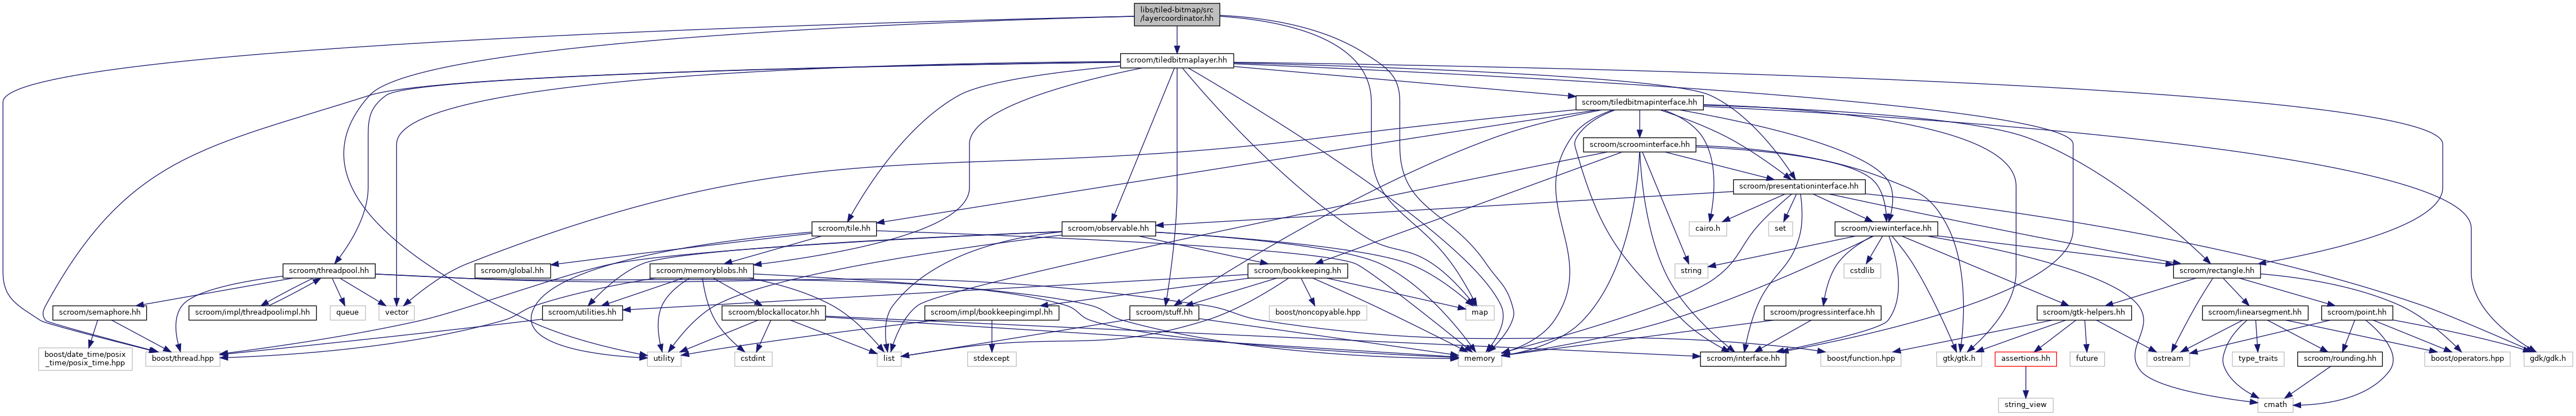 libs/tiled-bitmap/src
/layercoordinator.hh
scroom/tiledbitmaplayer.hh
scroom/tiledbitmapinterface.hh
scroom/scroominterface.hh
scroom/presentationinterface.hh
scroom/tile.hh
scroom/observable.hh
cairo.h
set
scroom/viewinterface.hh
scroom/threadpool.hh
scroom/global.hh
scroom/memoryblobs.hh
scroom/bookkeeping.hh
string
cstdlib
scroom/rectangle.hh
scroom/semaphore.hh
scroom/impl/threadpoolimpl.hh
queue
vector
scroom/utilities.hh
scroom/blockallocator.hh
scroom/impl/bookkeepingimpl.hh
scroom/stuff.hh
boost/noncopyable.hpp
map
scroom/progressinterface.hh
scroom/gtk-helpers.hh
scroom/linearsegment.hh
scroom/point.hh
boost/date_time/posix
_time/posix_time.hpp
boost/thread.hpp
utility
cstdint
list
stdexcept
memory
scroom/interface.hh
boost/function.hpp
gtk/gtk.h
assertions.hh
future
ostream
type_traits
scroom/rounding.hh
boost/operators.hpp
gdk/gdk.h
string_view
cmath